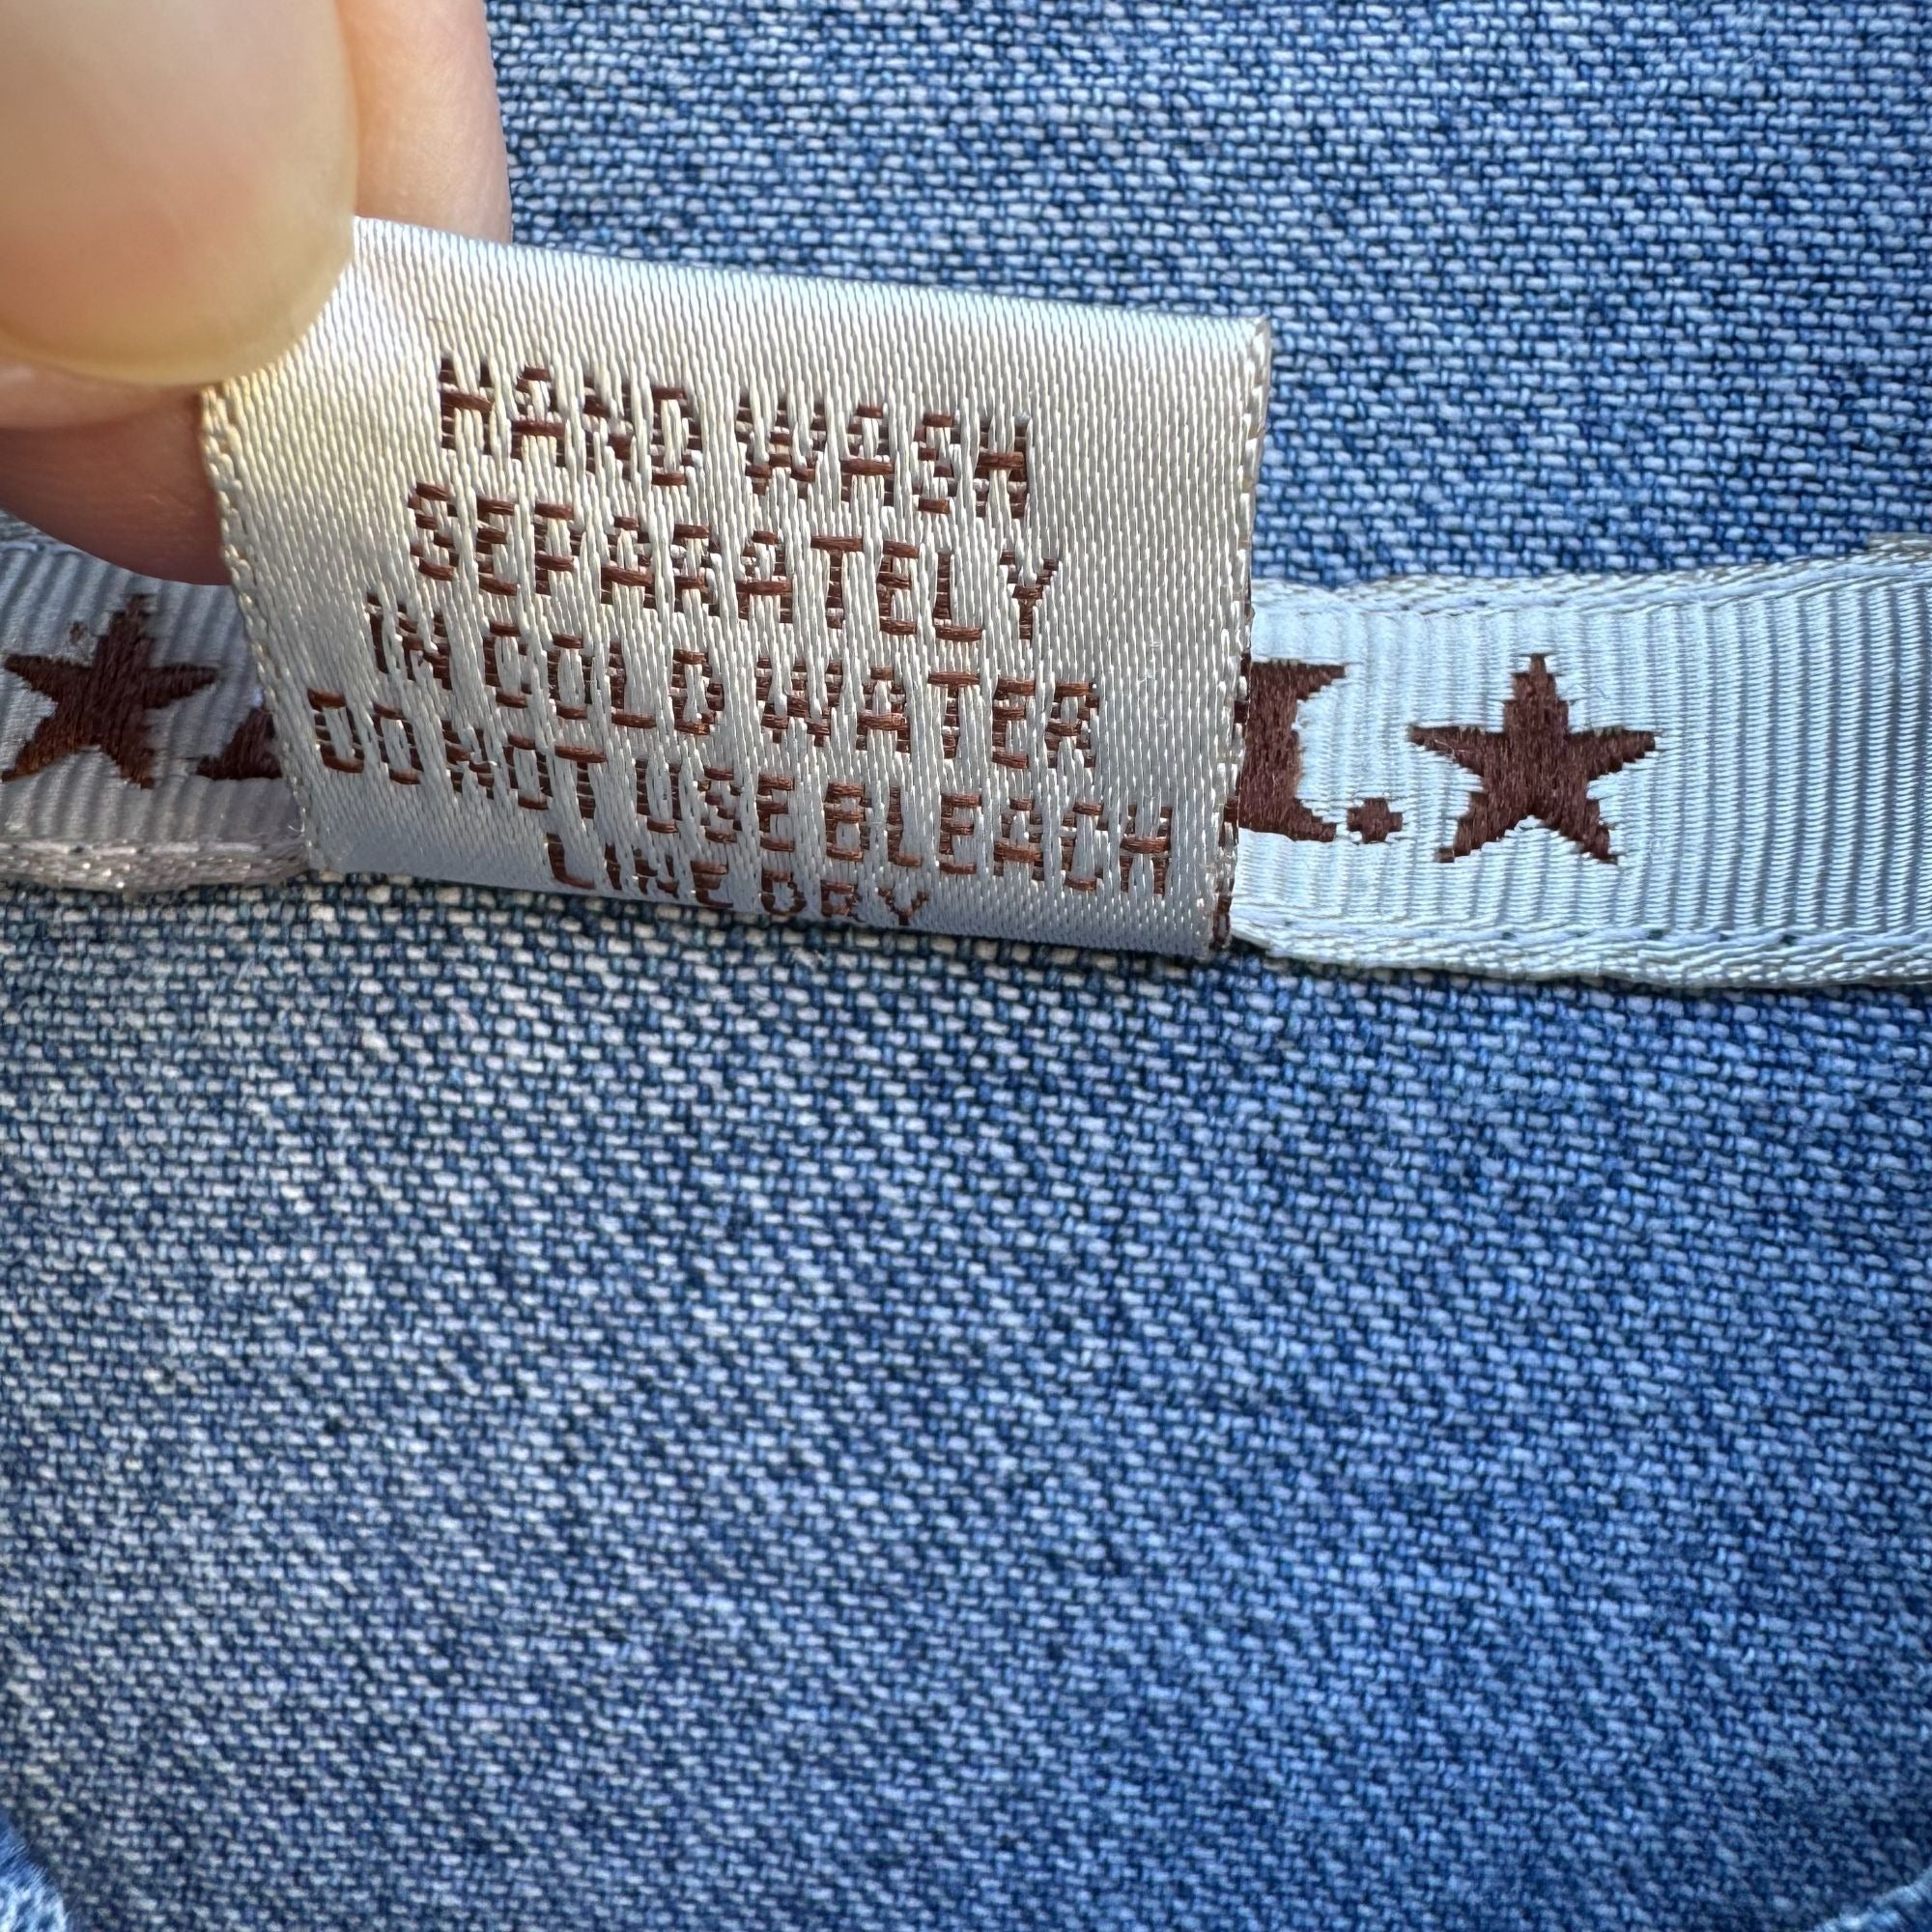 HAND WASH
SEPARATELY
IN COLD WATER
DO NOT USE BLEACH
LINE DRY